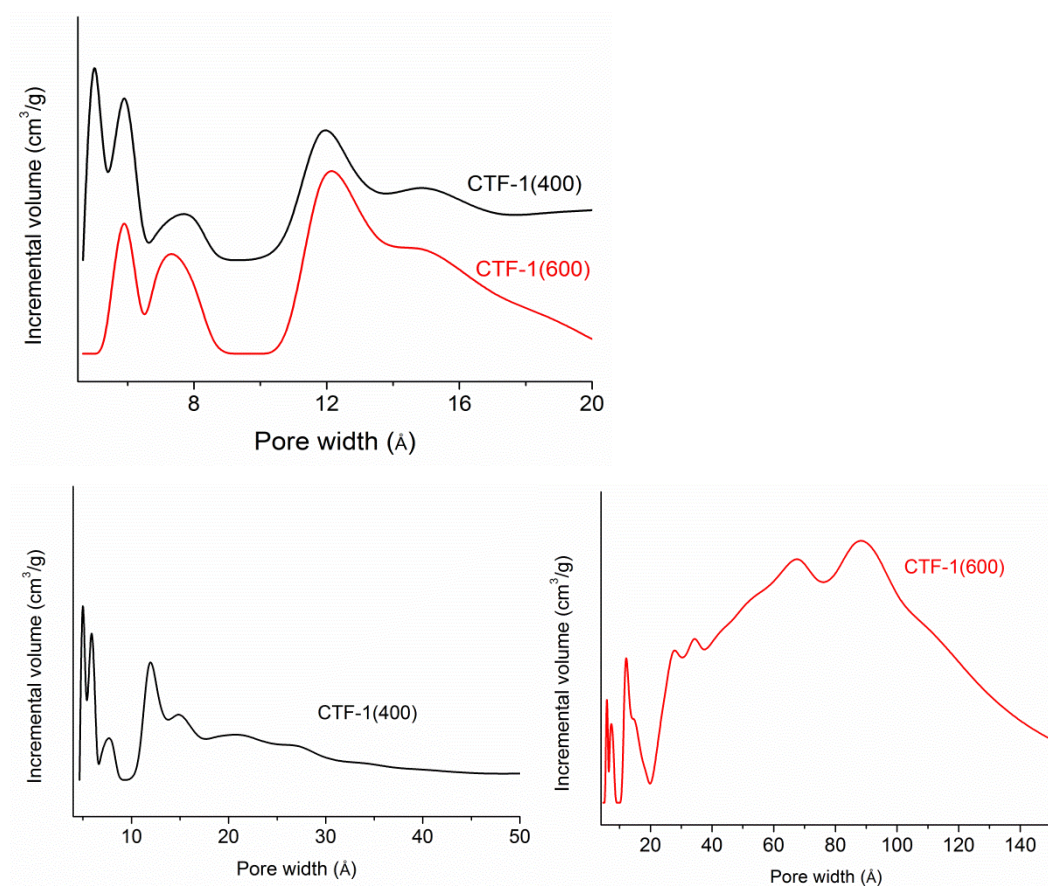 Incremental volume (cm³/g)
CTF-1(400)
CTF-1(600)
8 12 16 20
Pore width (Å)
Incremental volume (cm³/g)
CTF-1(400)
10 20 30 40 50
Pore width (Å)
Incremental volume (cm³/g)
CTF-1(600)
20 40 60 80 100 120 140
Pore width (Å)